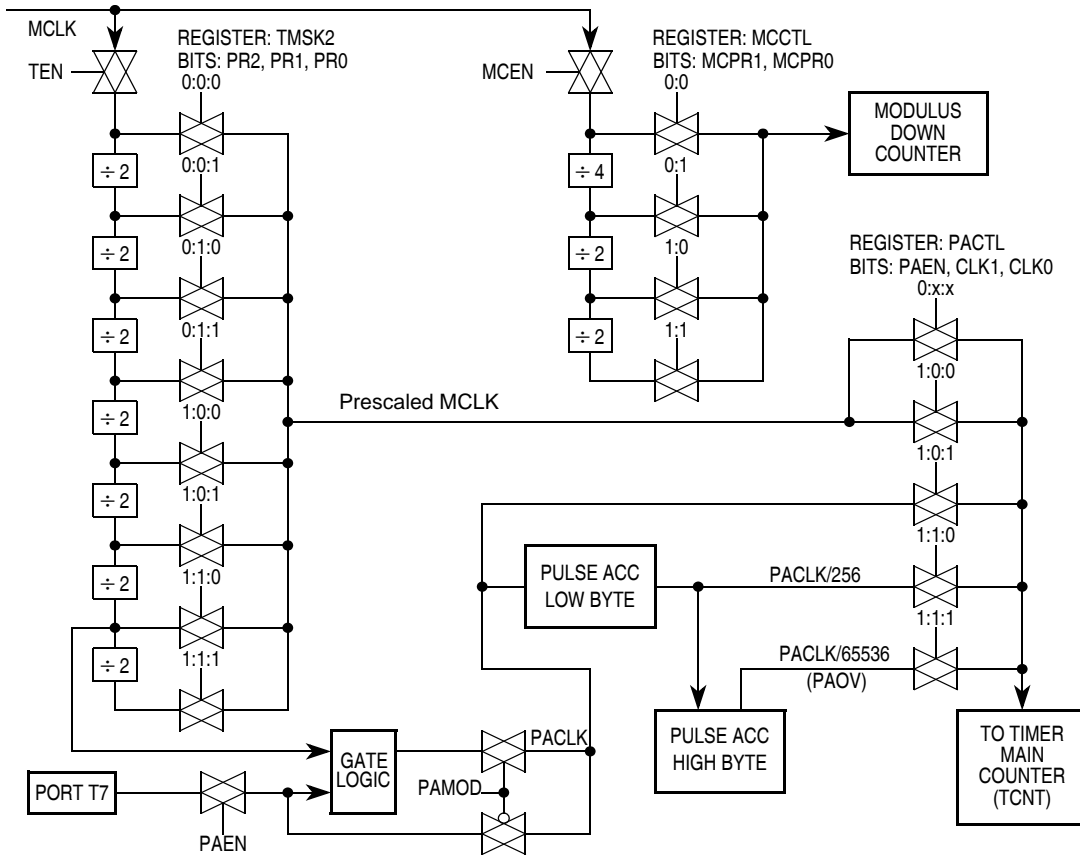 MCLK
TEN
REGISTER: TMSK2
BITS: PR2, PR1, PR0
0:0:0
0:0:1
0:1:0
0:1:1
1:0:0
1:0:1
1:1:0
1:1:1
÷ 2
÷ 2
÷ 2
÷ 2
÷ 2
÷ 2
÷ 2
MCEN
REGISTER: MCCTL
BITS: MCPR1, MCPR0
0:0
0:1
1:0
1:1
÷ 4
÷ 2
÷ 2
MODULUS
DOWN
COUNTER
Prescaled MCLK
REGISTER: PACTL
BITS: PAEN, CLK1, CLK0
0:x:x
1:0:0
1:0:1
1:1:0
1:1:1
PULSE ACC
LOW BYTE
PACLK/256
PACLK/65536
(PAOV)
PULSE ACC
HIGH BYTE
TO TIMER
MAIN
COUNTER
(TCNT)
GATE
LOGIC
PACLK
PAMOD
PORT T7
PAEN